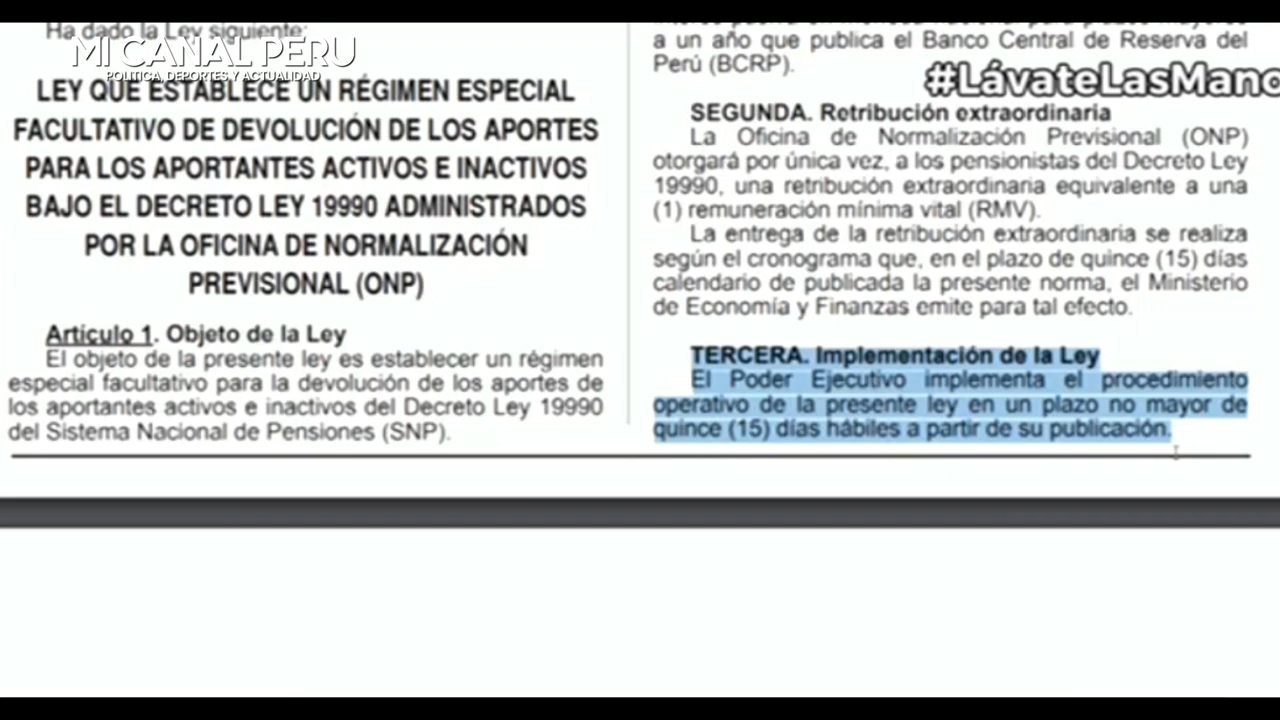 Ha dado la Ley siguiente:
MI CANAL PERU
POLITICA, DEPORTES Y ACTUALIDAD
LEY QUE ESTABLECE UN RÉGIMEN ESPECIAL
FACULTATIVO DE DEVOLUCIÓN DE LOS APORTES
PARA LOS APORTANTES ACTIVOS E INACTIVOS
BAJO EL DECRETO LEY 19990 ADMINISTRADOS
POR LA OFICINA DE NORMALIZACIÓN
PREVISIONAL (ONP)
Artículo 1. Objeto de la Ley
El objeto de la presente ley es establecer un régimen
especial facultativo para la devolución de los aportes de
los aportantes activos e inactivos del Decreto Ley 19990
del Sistema Nacional de Pensiones (SNP).
a un año que publica el Banco Central de Reserva del
Perú (BCRP).
#LávateLasMano
SEGUNDA. Retribución extraordinaria
La Oficina de Normalización Previsional (ONP)
otorgará por única vez, a los pensionistas del Decreto Ley
19990, una retribución extraordinaria equivalente a una
(1) remuneración mínima vital (RMV).
La entrega de la retribución extraordinaria se realiza
según el cronograma que, en el plazo de quince (15) días
calendario de publicada la presente norma, el Ministerio
de Economía y Finanzas emite para tal efecto.
TERCERA. Implementación de la Ley
El Poder Ejecutivo implementa el procedimiento
operativo de la presente ley en un plazo no mayor de
quince (15) días hábiles a partir de su publicación.